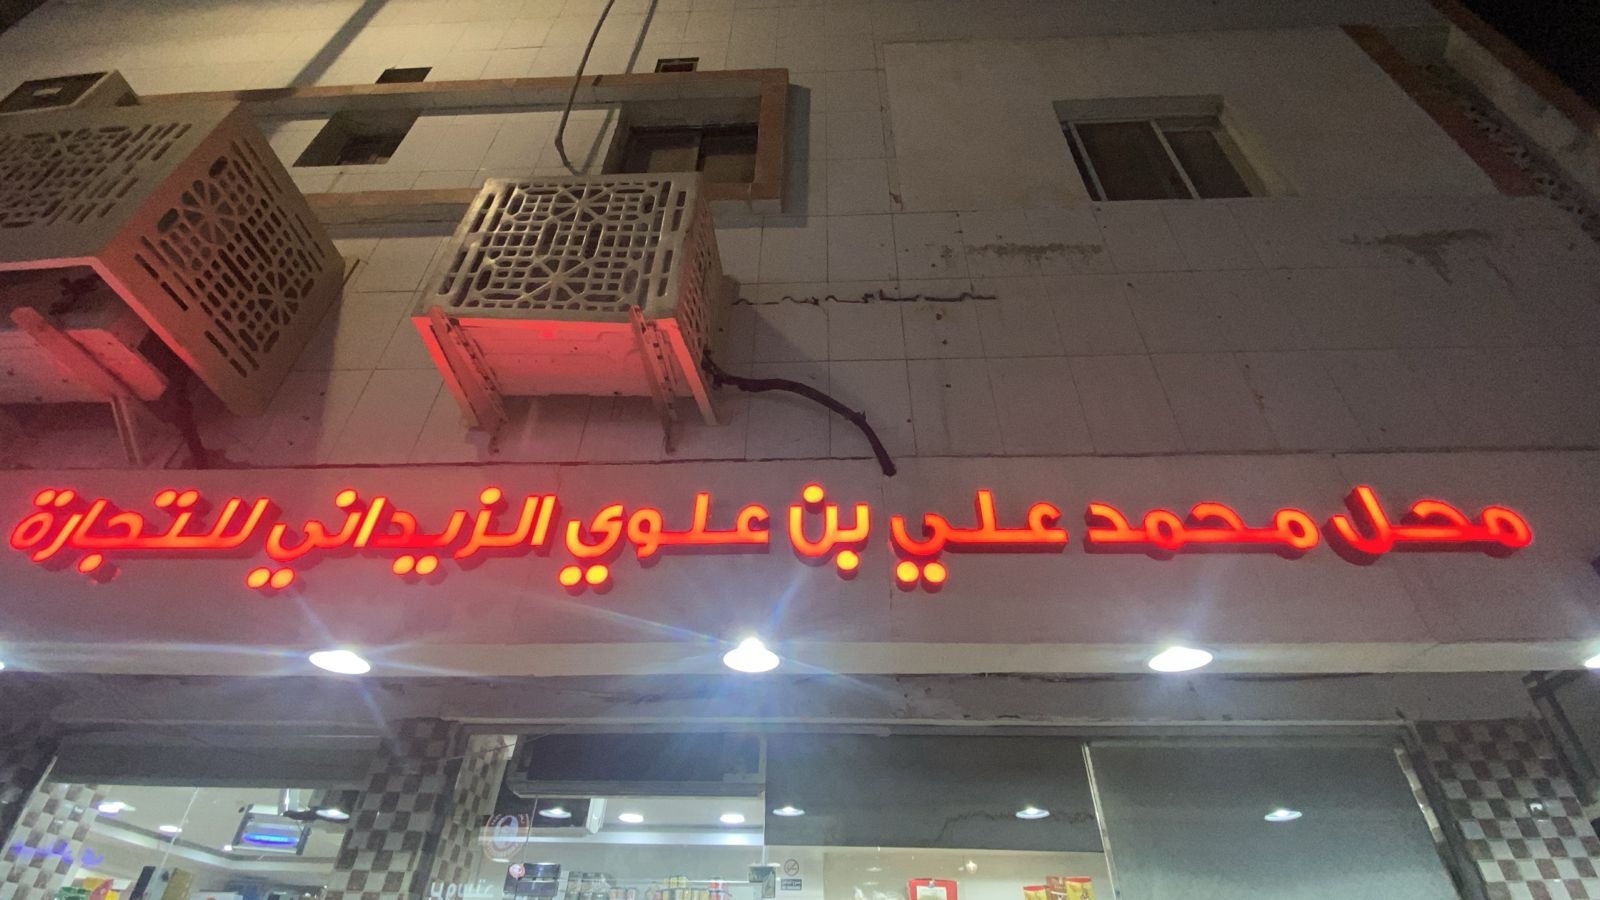 محل محمد علي بن علوي الزيداني للتجارة